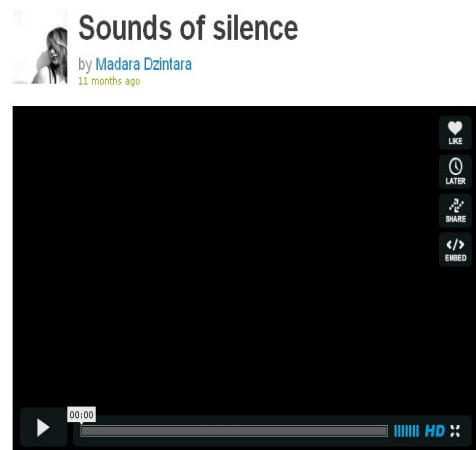 Sounds of silence
by Madara Dzintara
11 months ago
LIKE
LATER
SHARE
</> EMBED
00:00
HD